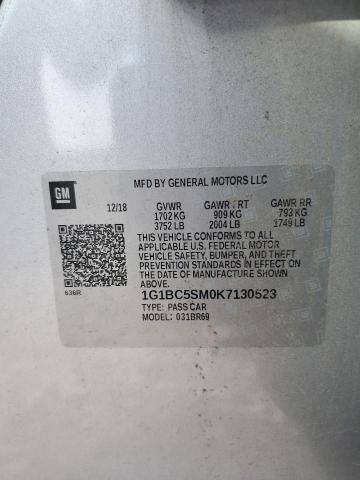 GM
MFD BY GENERAL MOTORS LLC
12/18 GVWR GAWR FRT GAWR RR
1702 KG 909 KG 793 KG
3752 LB 2004 LB 1749 LB
THIS VEHICLE CONFORMS TO ALL
APPLICABLE U.S. FEDERAL MOTOR
VEHICLE SAFETY, BUMPER, AND THEFT
PREVENTION STANDARDS IN EFFECT ON
THE DATE OF MANUFACTURE SHOWN
ABOVE.
636R 1G1BC5SM0K7130523
TYPE: PASS CAR
MODEL: 031BR69